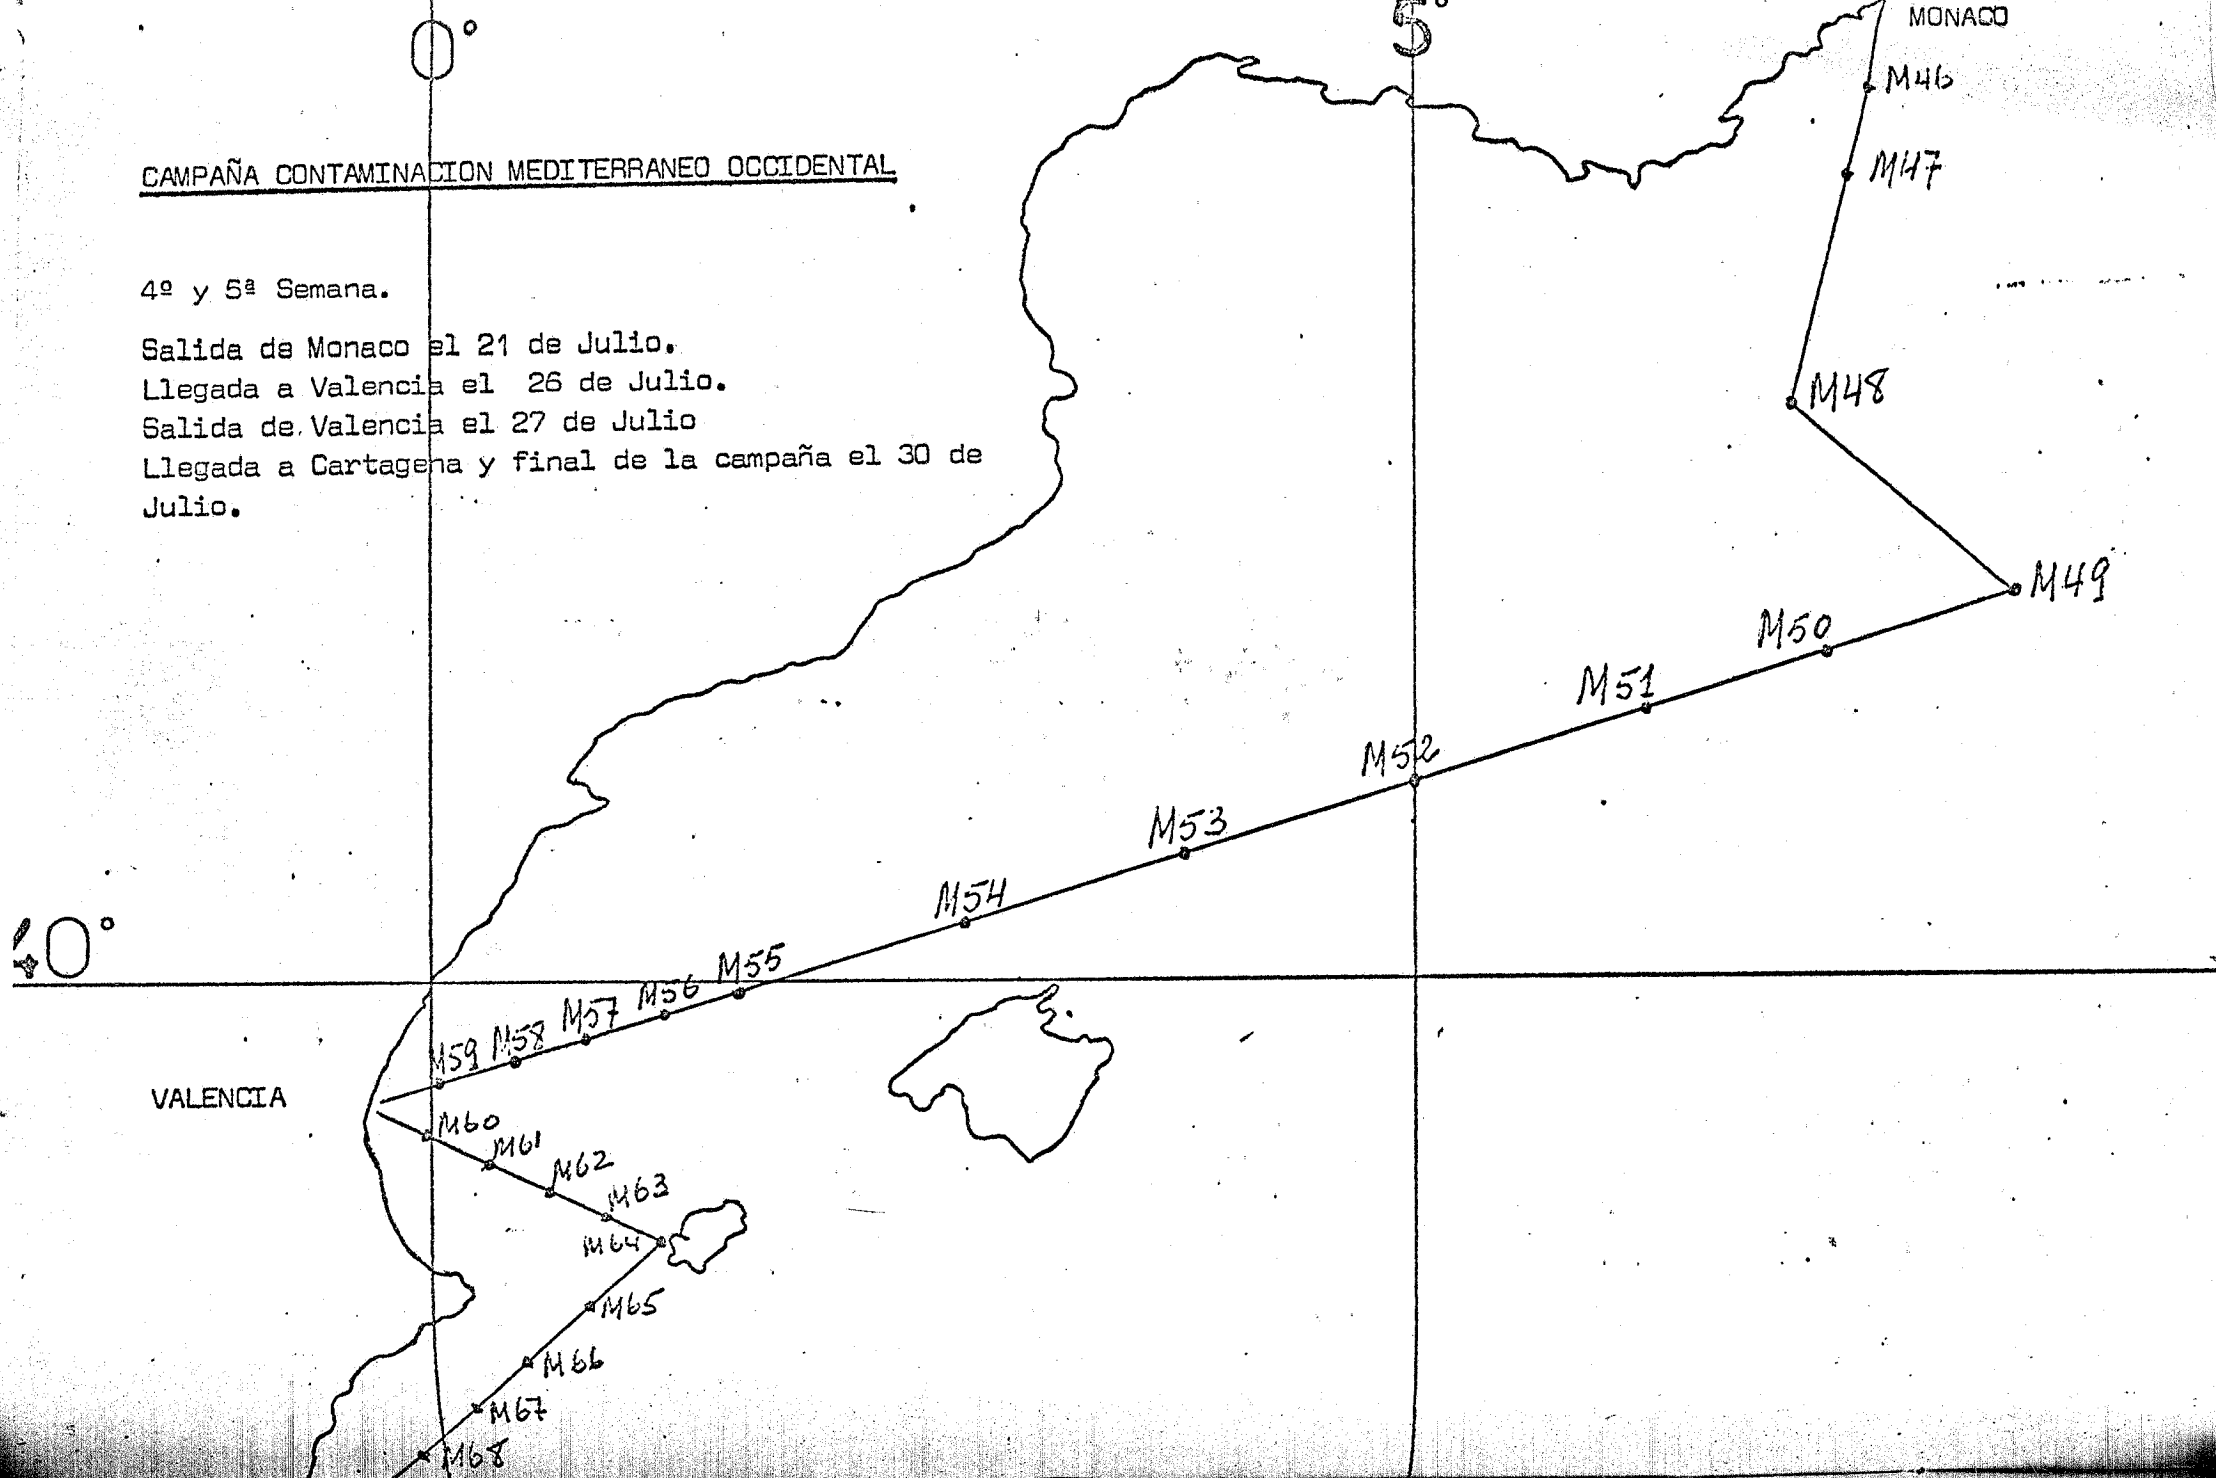 0°
5°
MONACO
M46
M47
CAMPAÑA CONTAMINACION MEDITERRANEO OCCIDENTAL
4º y 5ª Semana.
Salida de Monaco el 21 de Julio.
Llegada a Valencia el 26 de Julio.
Salida de Valencia el 27 de Julio
Llegada a Cartagena y final de la campaña el 30 de
Julio.
M48
M49
M50
M51
M52
M53
M54
40°
M55
M56
M57
M58
M59
VALENCIA
M60
M61
M62
M63
M64
M65
M66
M67
M68